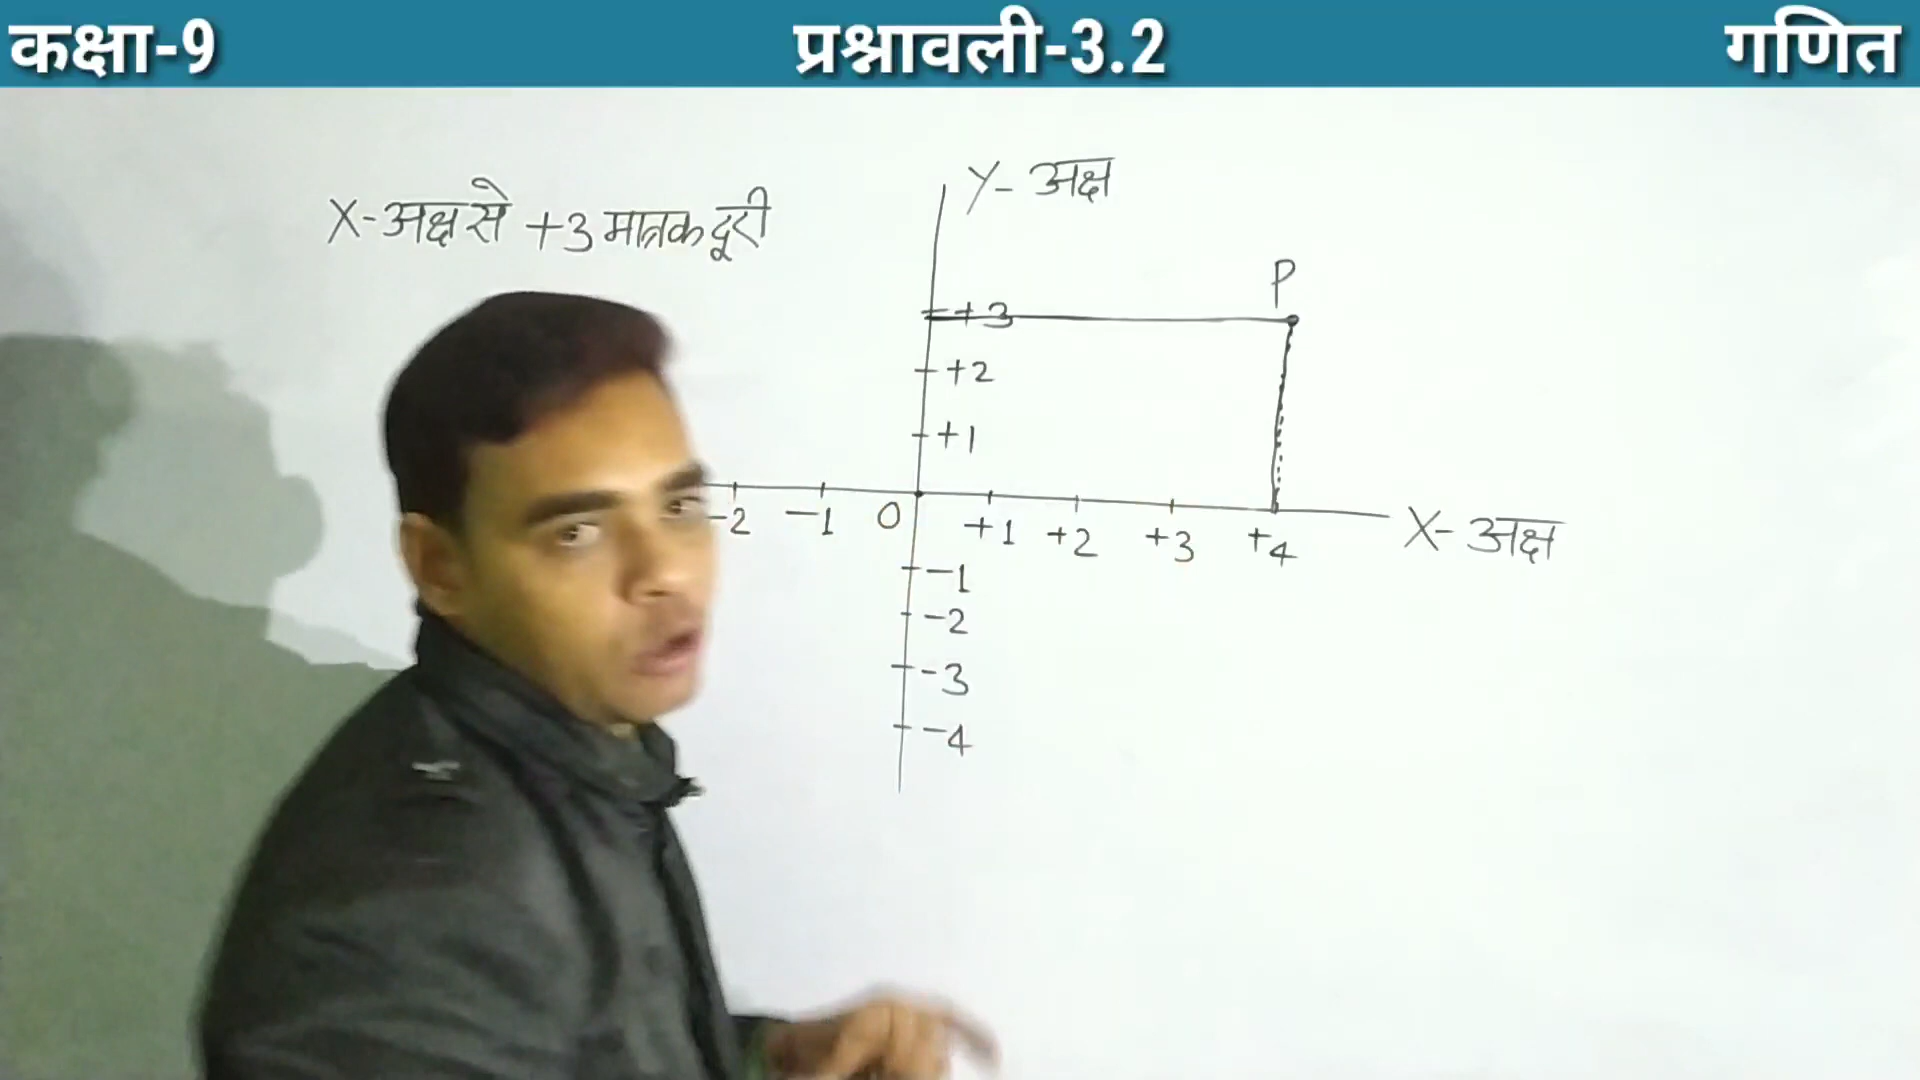 कक्षा-9 प्रश्नावली-3.2 गणित
Y-अक्ष
X-अक्ष से +3 मात्रक दूरी
P
+3
+2
+1
-2 -1 0 +1 +2 +3 +4 X-अक्ष
-1
-2
-3
-4